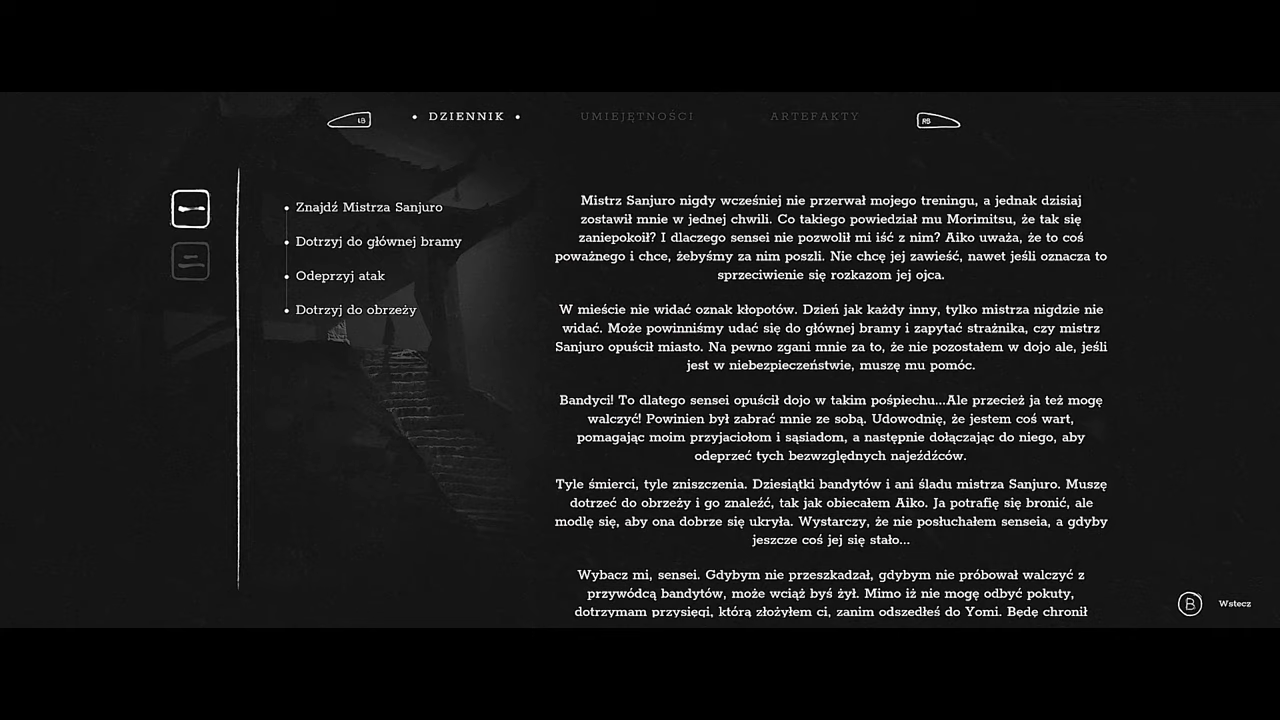 LB
DZIENNIK
UMIEJĘTNOŚCI
ARTEFAKTY
RB
Znajdź Mistrza Sanjuro
Dotrzyj do głównej bramy
Odeprzyj atak
Dotrzyj do obrzeży
Mistrz Sanjuro nigdy wcześniej nie przerwał mojego treningu, a jednak dzisiaj
zostawił mnie w jednej chwili. Co takiego powiedział mu Morimitsu, że tak się
zaniepokoił? I dlaczego sensei nie pozwolił mi iść z nim? Aiko uważa, że to coś
poważnego i chce, żebyśmy za nim poszli. Nie chcę jej zawieść, nawet jeśli oznacza to
sprzeciwienie się rozkazom jej ojca.
W mieście nie widać oznak kłopotów. Dzień jak każdy inny, tylko mistrza nigdzie nie
widać. Może powinniśmy udać się do głównej bramy i zapytać strażnika, czy mistrz
Sanjuro opuścił miasto. Na pewno zgani mnie za to, że nie pozostałem w dojo ale, jeśli
jest w niebezpieczeństwie, muszę mu pomóc.
Bandyci! To dlatego sensei opuścił dojo w takim pośpiechu...Ale przecież ja też mogę
walczyć! Powinien był zabrać mnie ze sobą. Udowodnię, że jestem coś wart,
pomagając moim przyjaciołom i sąsiadom, a następnie dołączając do niego, aby
odeprzeć tych bezwzględnych najeźdźców.
Tyle śmierci, tyle zniszczenia. Dziesiątki bandytów i ani śladu mistrza Sanjuro. Muszę
dotrzeć do obrzeży i go znaleźć, tak jak obiecałem Aiko. Ja potrafię się bronić, ale
modlę się, aby ona dobrze się ukryła. Wystarczy, że nie posłuchałem senseia, a gdyby
jeszcze coś jej się stało...
Wybacz mi, sensei. Gdybym nie przeszkadzał, gdybym nie próbował walczyć z
przywódcą bandytów, może wciąż byś żył. Mimo iż nie mogę odbyć pokuty,
dotrzymam przysięgi, którą złożyłem ci, zanim odszedłeś do Yomi. Będę chronił
B
Wstecz